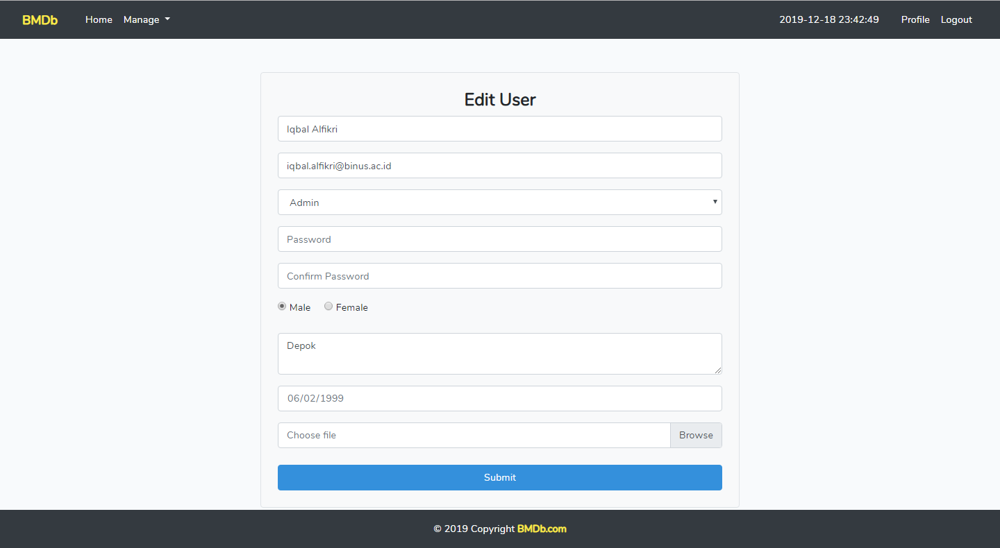 BMDb Home Manage 2019-12-18 23:42:49 Profile Logout
Edit User
Iqbal Alfikri
iqbal.alfikri@binus.ac.id
Admin
Password
Confirm Password
Male Female
Depok
06/02/1999
Choose file Browse
Submit
© 2019 Copyright BMDb.com